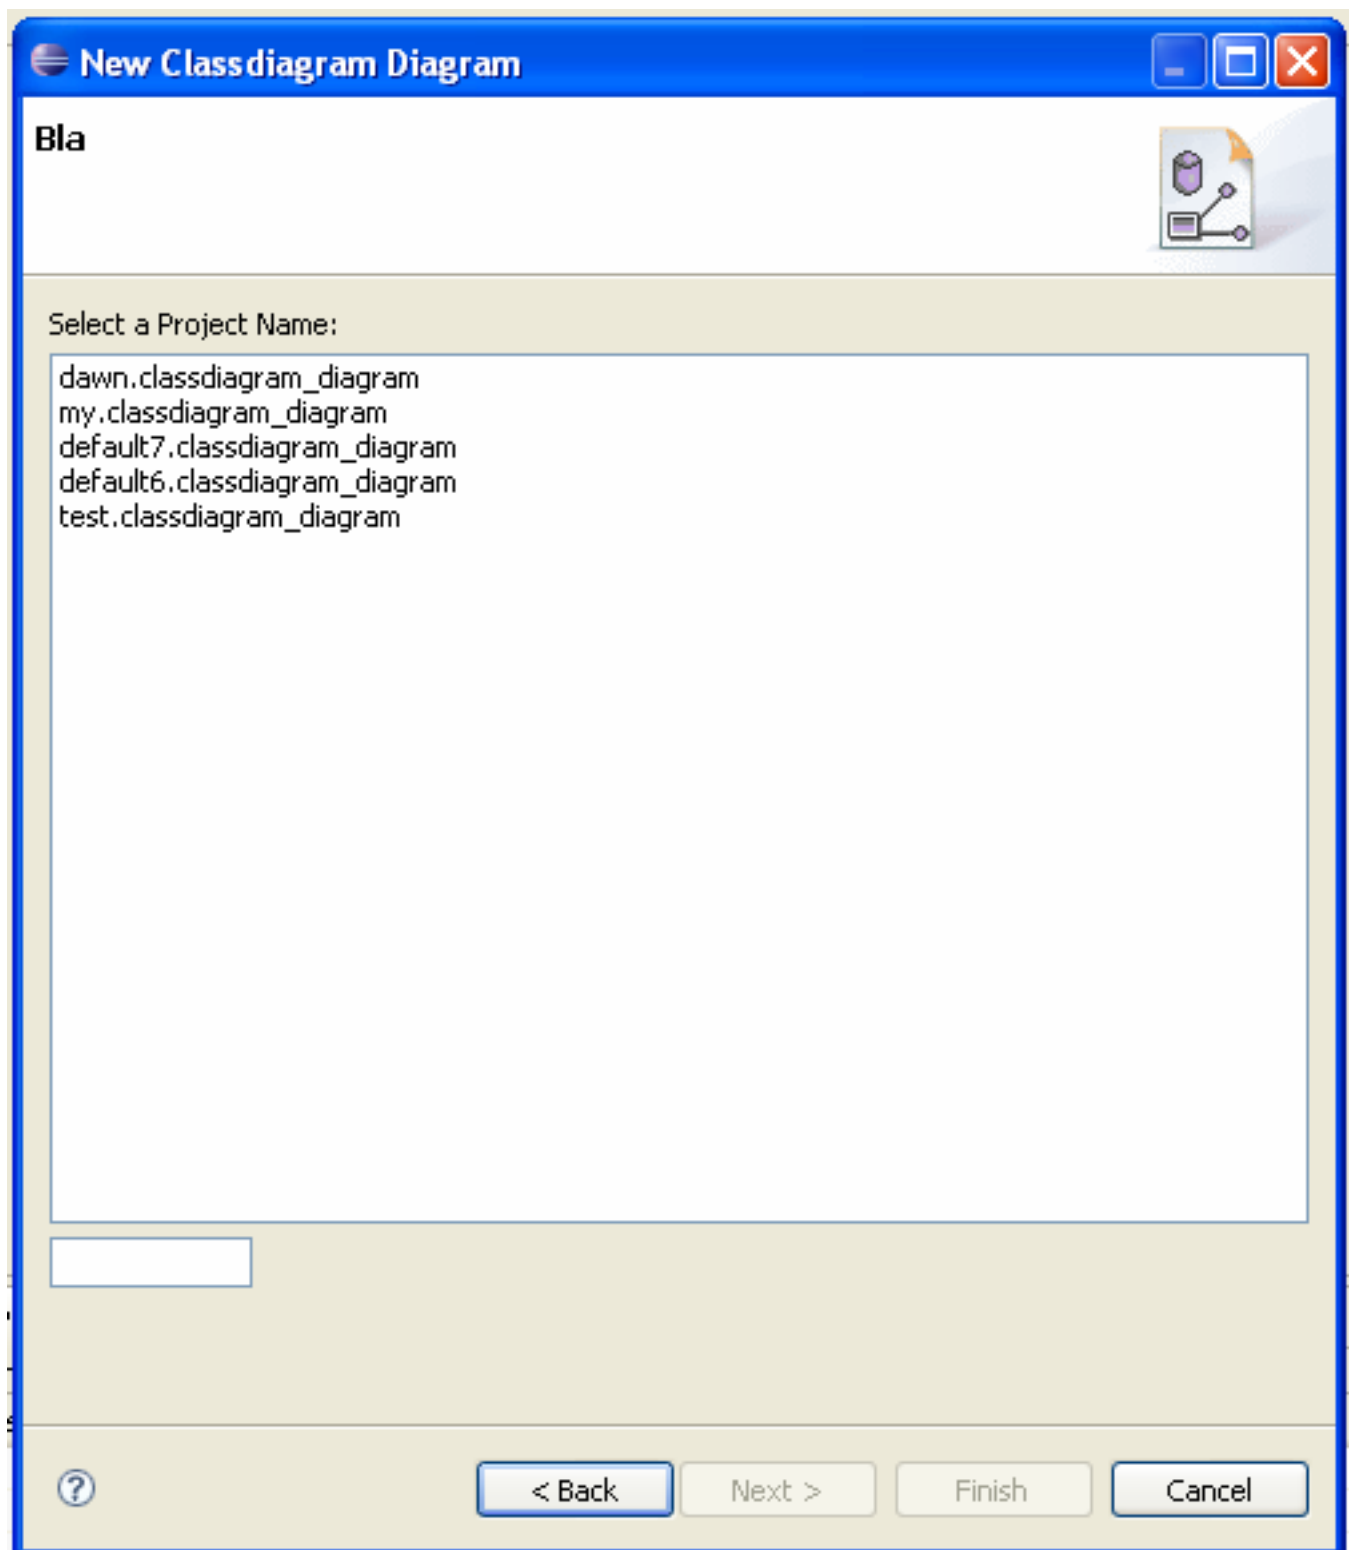 New Classdiagram Diagram
Bla
Select a Project Name:
dawn.classdiagram_diagram
my.classdiagram_diagram
default7.classdiagram_diagram
default6.classdiagram_diagram
test.classdiagram_diagram
?
< Back
Next >
Finish
Cancel